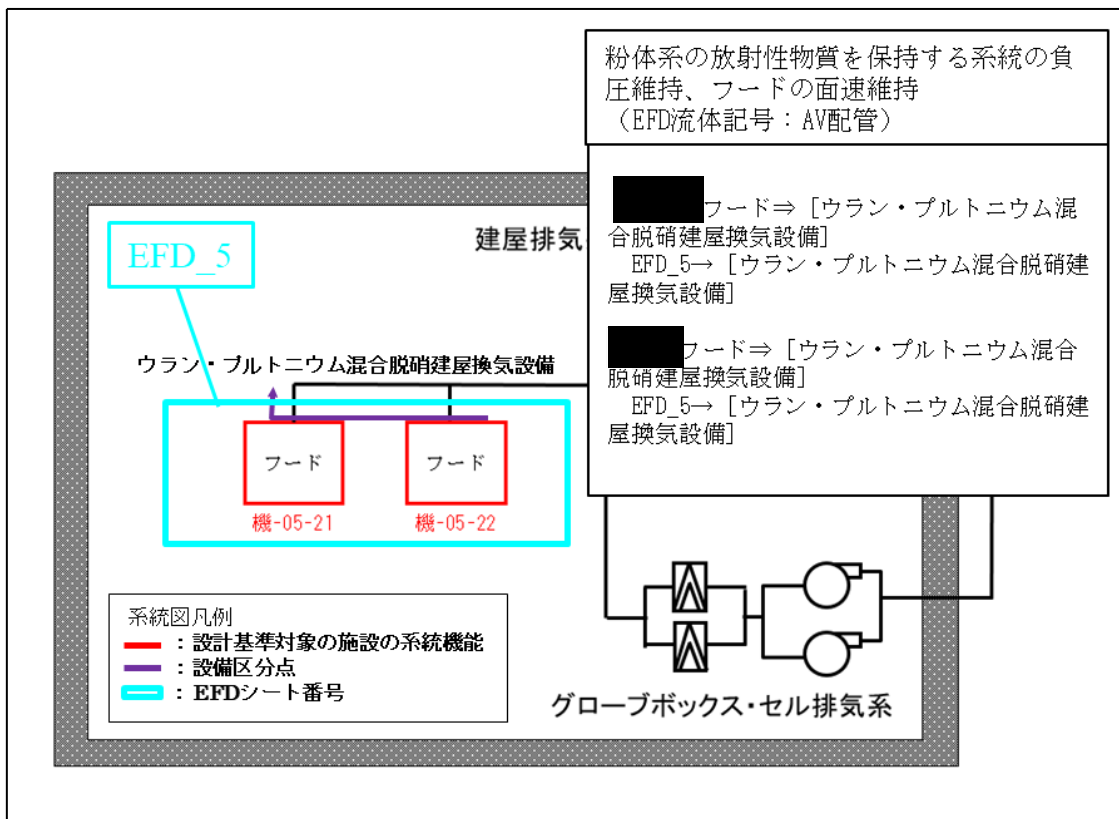 粉体系の放射性物質を保持する系統の負
圧維持、フードの面速維持
（EFD流体記号：AV配管）
フード⇒［ウラン・プルトニウム混
合脱硝建屋換気設備］
EFD_5→［ウラン・プルトニウム混合脱硝建
屋換気設備］
フード⇒［ウラン・プルトニウム混合
脱硝建屋換気設備］
EFD_5→［ウラン・プルトニウム混合脱硝建
屋換気設備］
建屋排気
EFD_5
ウラン・プルトニウム混合脱硝建屋換気設備
フード
フード
機-05-21
機-05-22
系統図凡例
：設計基準対象の施設の系統機能
：設備区分点
：EFDシート番号
グローブボックス・セル排気系